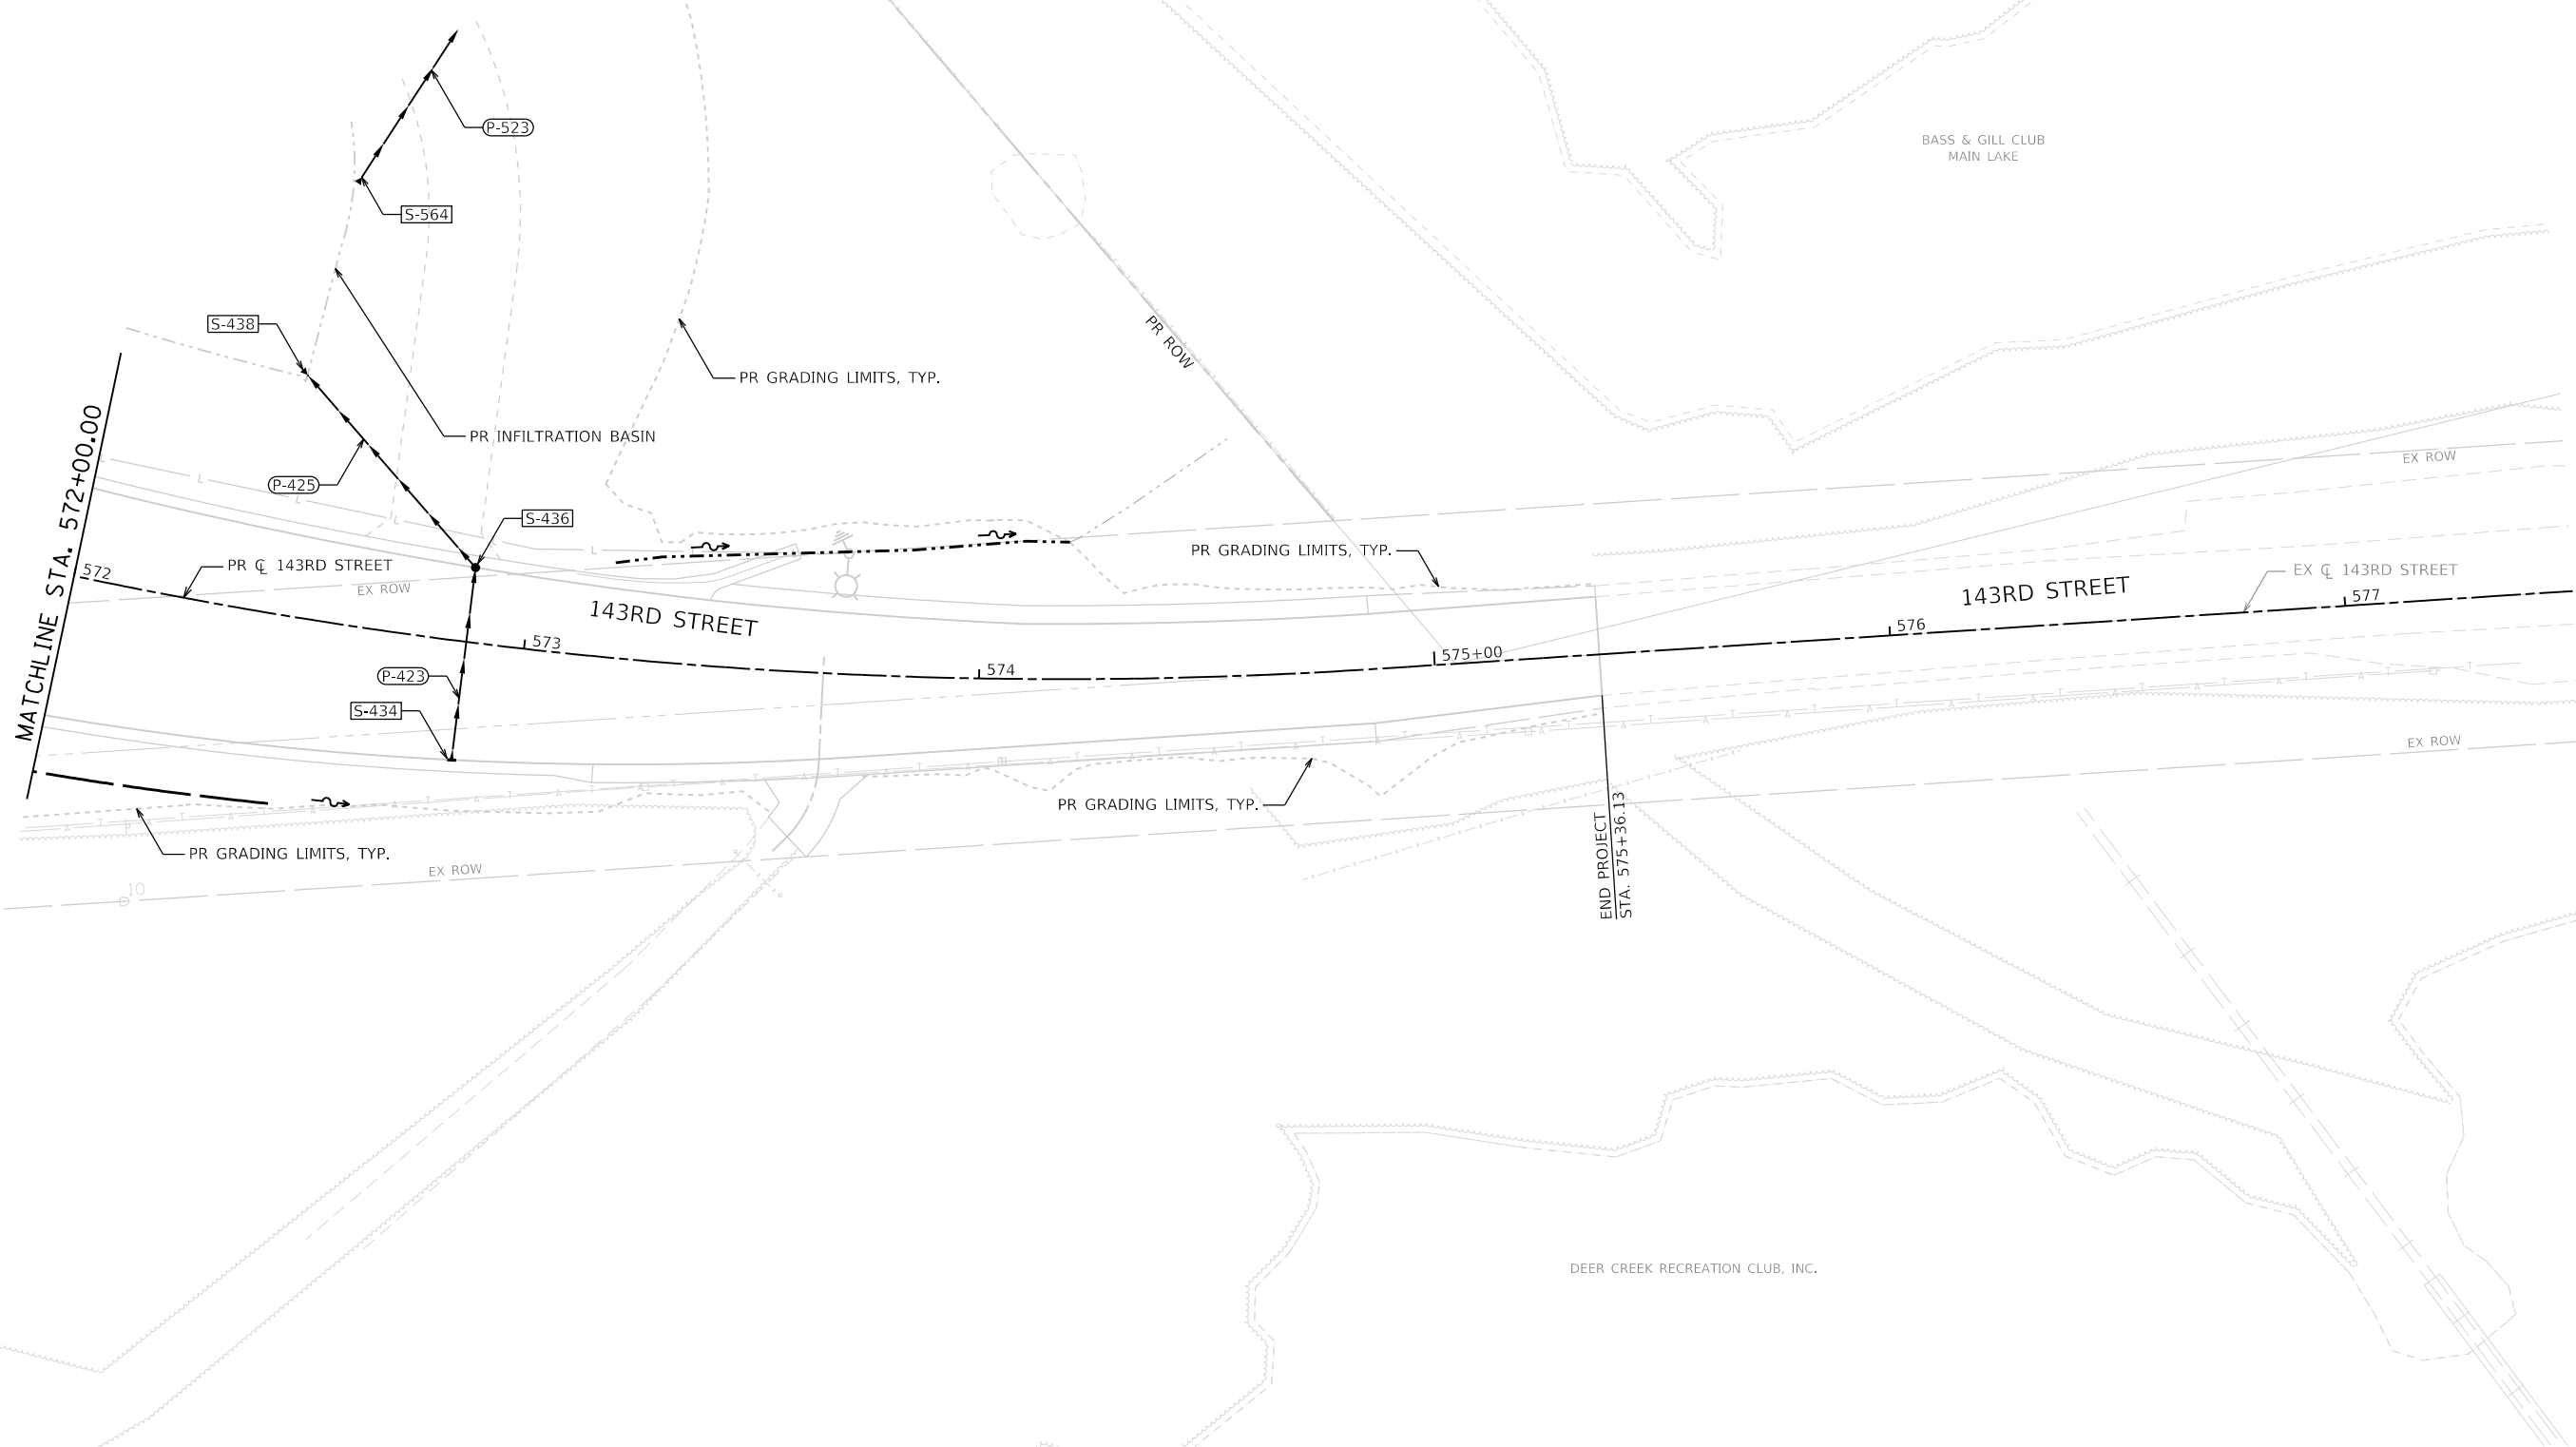 BASS & GILL CLUB
MAIN LAKE
P-523
S-564
S-438
PR ROW
PR GRADING LIMITS, TYP.
PR INFILTRATION BASIN
MATCHLINE STA. 572+00.00
EX ROW
P-425
S-436
PR GRADING LIMITS, TYP.
PR ℄ 143RD STREET
572
EX ROW
EX ℄ 143RD STREET
143RD STREET
577
143RD STREET
576
573
575+00
574
P-423
S-434
EX ROW
PR GRADING LIMITS, TYP.
END PROJECT
STA. 575+36.13
PR GRADING LIMITS, TYP.
EX ROW
10
DEER CREEK RECREATION CLUB, INC.